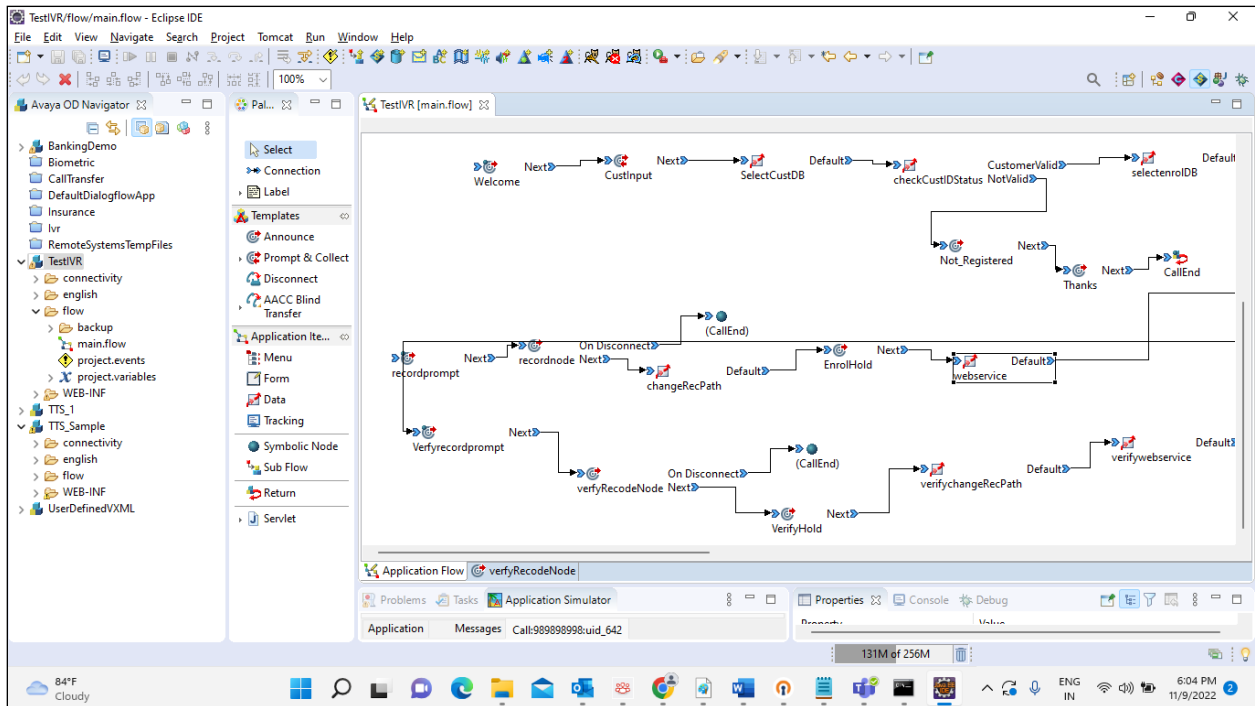 TestIVR/flow/main.flow - Eclipse IDE
File Edit View Navigate Search Project Tomcat Run Window Help
100%
Avaya OD Navigator
BankingDemo
Biometric
CallTransfer
DefaultDialogflowApp
Insurance
Ivr
RemoteSystemsTempFiles
TestIVR
connectivity
english
flow
backup
main.flow
project.events
project.variables
WEB-INF
TTS_1
TTS_Sample
connectivity
english
flow
WEB-INF
UserDefinedVXML
Pal...
Select
Connection
Label
Templates
Announce
Prompt & Collect
Disconnect
AACC Blind
Transfer
Application Ite...
Menu
Form
Data
Tracking
Symbolic Node
Sub Flow
Return
Servlet
TestIVR [main.flow]
Welcome Next
CustInput Next
SelectCustDB Default
checkCustIDStatus CustomerValid
NotValid
selectenrolDB Default
Not_Registered Next
Thanks Next
CallEnd
(CallEnd)
recordprompt Next
recordnode On Disconnect
Next
changeRecPath Default
EnrolHold Next
webservice Default
Verfyrecordprompt Next
verfyRecodeNode On Disconnect
Next
(CallEnd)
VerifyHold Next
verifychangeRecPath Default
verifywebservice Default
Application Flow verfyRecodeNode
Problems Tasks Application Simulator
Application Messages Call:989898998:uid_642
Properties Console Debug
Property Value
131M of 256M
84°F
Cloudy
ENG
IN
6:04 PM
11/9/2022
2